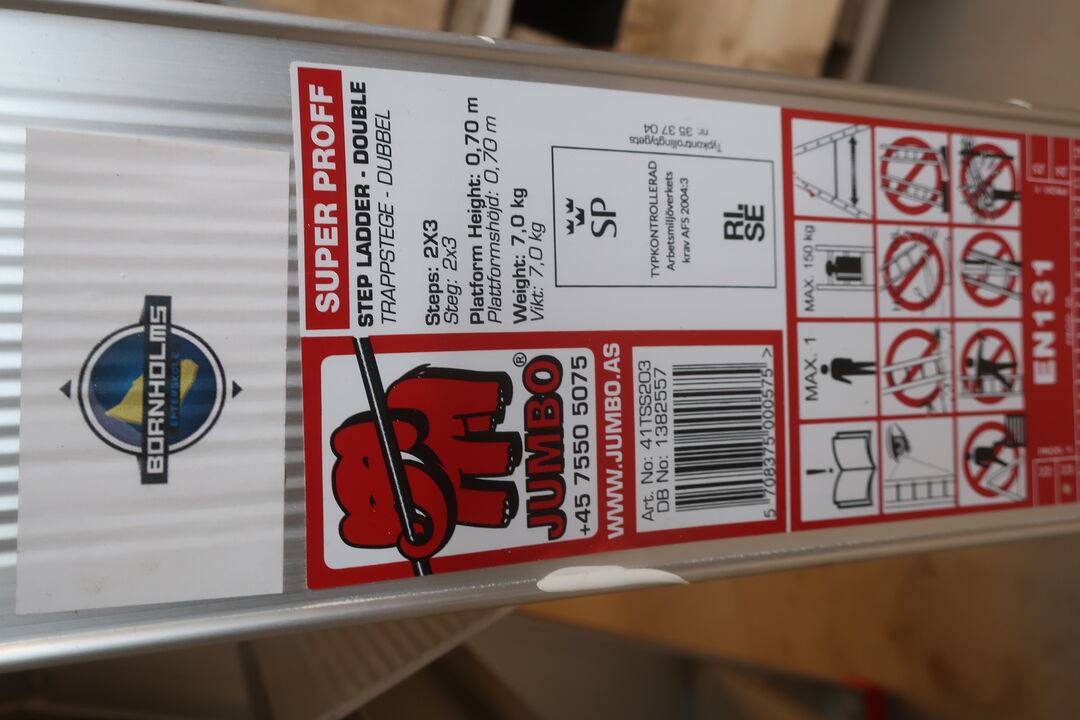 BORNHOLMS
EFTERSKOLE
SUPER PROFF
STEP LADDER - DOUBLE
TRAPPSTEGE - DUBBEL
Steps: 2X3
Steg: 2x3
Platform Height: 0,70 m
Plattformshöjd: 0,70 m
Weight: 7,0 kg
Vikt: 7,0 kg
SP
TYPKONTROLLERAD
Arbetsmiljöverkets
krav AFS 2004:3
RI.
SE
Typkontrollintygets
nr: 35 37 04
JUMBO®
+45 7550 5075
WWW.JUMBO.AS
Art. No: 41TSS203
DB No: 1382557
5 708375 000575 >
MAX. 150 kg
MAX. 1
!
EN131